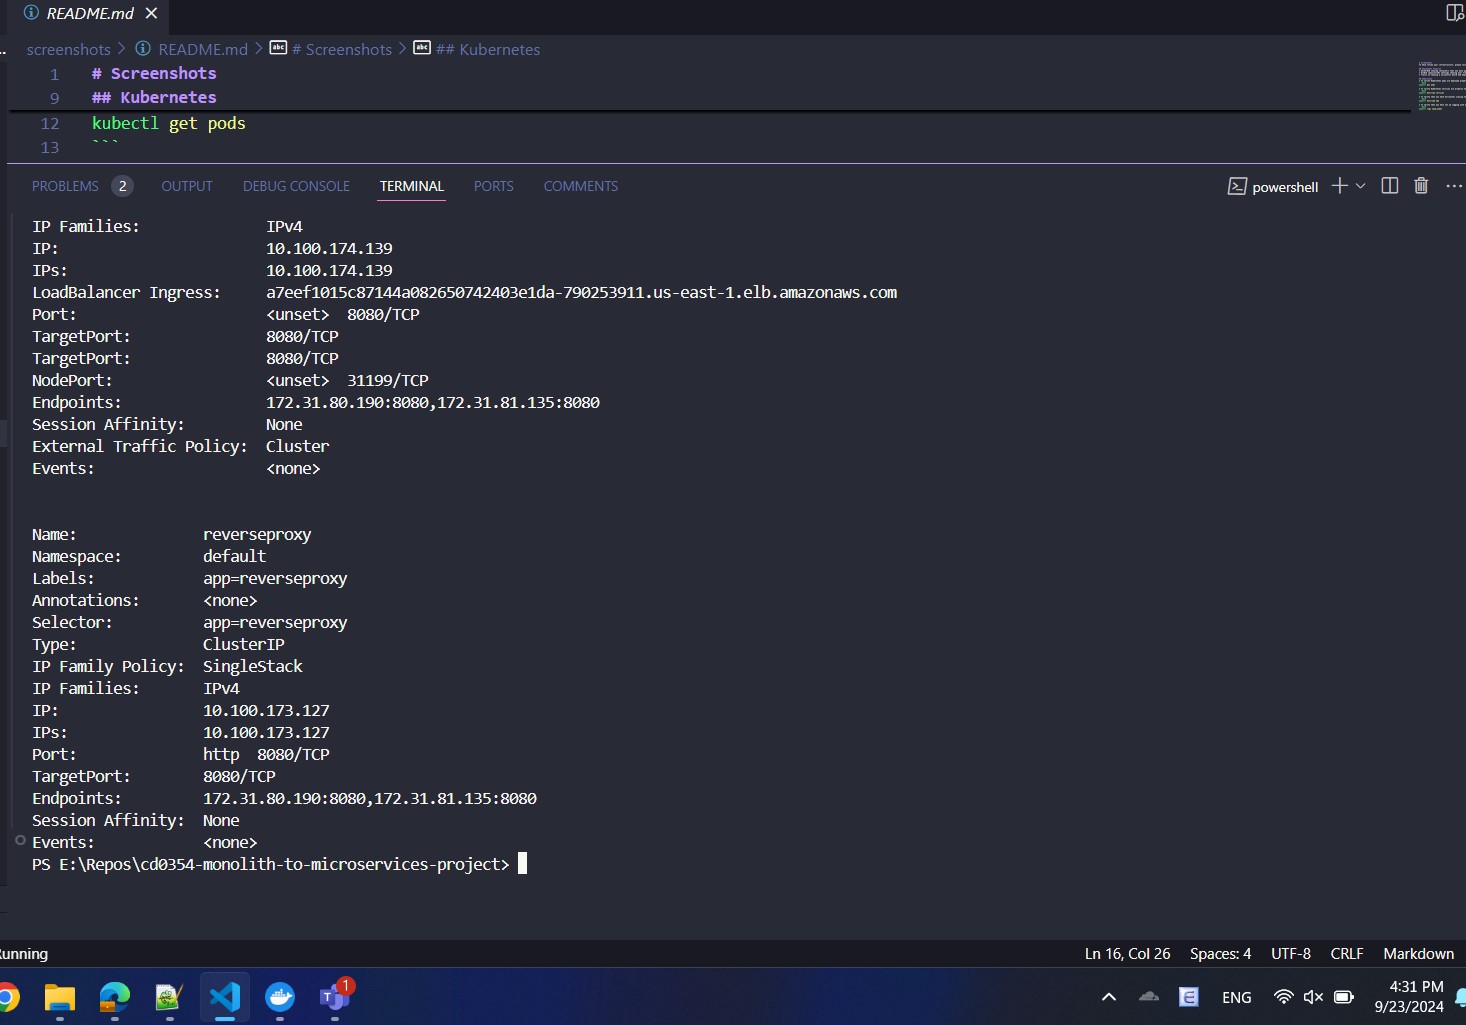 README.md
screenshots > README.md > # Screenshots > ## Kubernetes
1 # Screenshots
9 ## Kubernetes
12 kubectl get pods
13 ```
PROBLEMS 2 OUTPUT DEBUG CONSOLE TERMINAL PORTS COMMENTS powershell
IP Families: IPv4
IP: 10.100.174.139
IPs: 10.100.174.139
LoadBalancer Ingress: a7eef1015c87144a082650742403e1da-790253911.us-east-1.elb.amazonaws.com
Port: <unset> 8080/TCP
TargetPort: 8080/TCP
TargetPort: 8080/TCP
NodePort: <unset> 31199/TCP
Endpoints: 172.31.80.190:8080,172.31.81.135:8080
Session Affinity: None
External Traffic Policy: Cluster
Events: <none>
Name: reverseproxy
Namespace: default
Labels: app=reverseproxy
Annotations: <none>
Selector: app=reverseproxy
Type: ClusterIP
IP Family Policy: SingleStack
IP Families: IPv4
IP: 10.100.173.127
IPs: 10.100.173.127
Port: http 8080/TCP
TargetPort: 8080/TCP
Endpoints: 172.31.80.190:8080,172.31.81.135:8080
Session Affinity: None
Events: <none>
PS E:\Repos\cd0354-monolith-to-microservices-project>
unning Ln 16, Col 26 Spaces: 4 UTF-8 CRLF Markdown
1 ENG 4:31 PM
9/23/2024